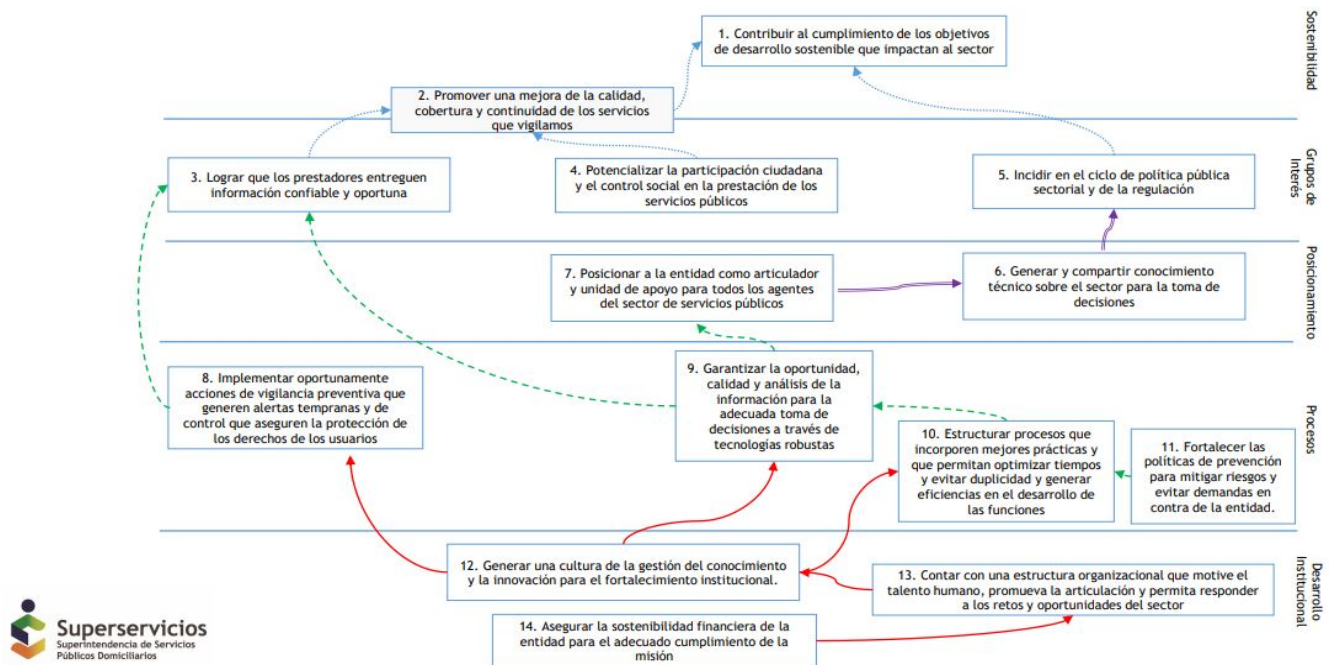 Sostenibilidad
1. Contribuir al cumplimiento de los objetivos
de desarrollo sostenible que impactan al sector
2. Promover una mejora de la calidad,
cobertura y continuidad de los servicios
que vigilamos
Grupos de
Interés
3. Lograr que los prestadores entreguen
información confiable y oportuna
4. Potencializar la participación ciudadana
y el control social en la prestación de los
servicios públicos
5. Incidir en el ciclo de política pública
sectorial y de la regulación
Posicionamiento
7. Posicionar a la entidad como articulador
y unidad de apoyo para todos los agentes
del sector de servicios públicos
6. Generar y compartir conocimiento
técnico sobre el sector para la toma de
decisiones
Procesos
8. Implementar oportunamente
acciones de vigilancia preventiva que
generen alertas tempranas y de
control que aseguren la protección de
los derechos de los usuarios
9. Garantizar la oportunidad,
calidad y análisis de la
información para la
adecuada toma de
decisiones a través de
tecnologías robustas
10. Estructurar procesos que
incorporen mejores prácticas y
que permitan optimizar tiempos
y evitar duplicidad y generar
eficiencias en el desarrollo de
las funciones
11. Fortalecer las
políticas de prevención
para mitigar riesgos y
evitar demandas en
contra de la entidad.
Desarrollo
Institucional
12. Generar una cultura de la gestión del conocimiento
y la innovación para el fortalecimiento institucional.
13. Contar con una estructura organizacional que motive el
talento humano, promueva la articulación y permita responder
a los retos y oportunidades del sector
14. Asegurar la sostenibilidad financiera de la
entidad para el adecuado cumplimiento de la
misión
Superservicios
Superintendencia de Servicios
Públicos Domiciliarios